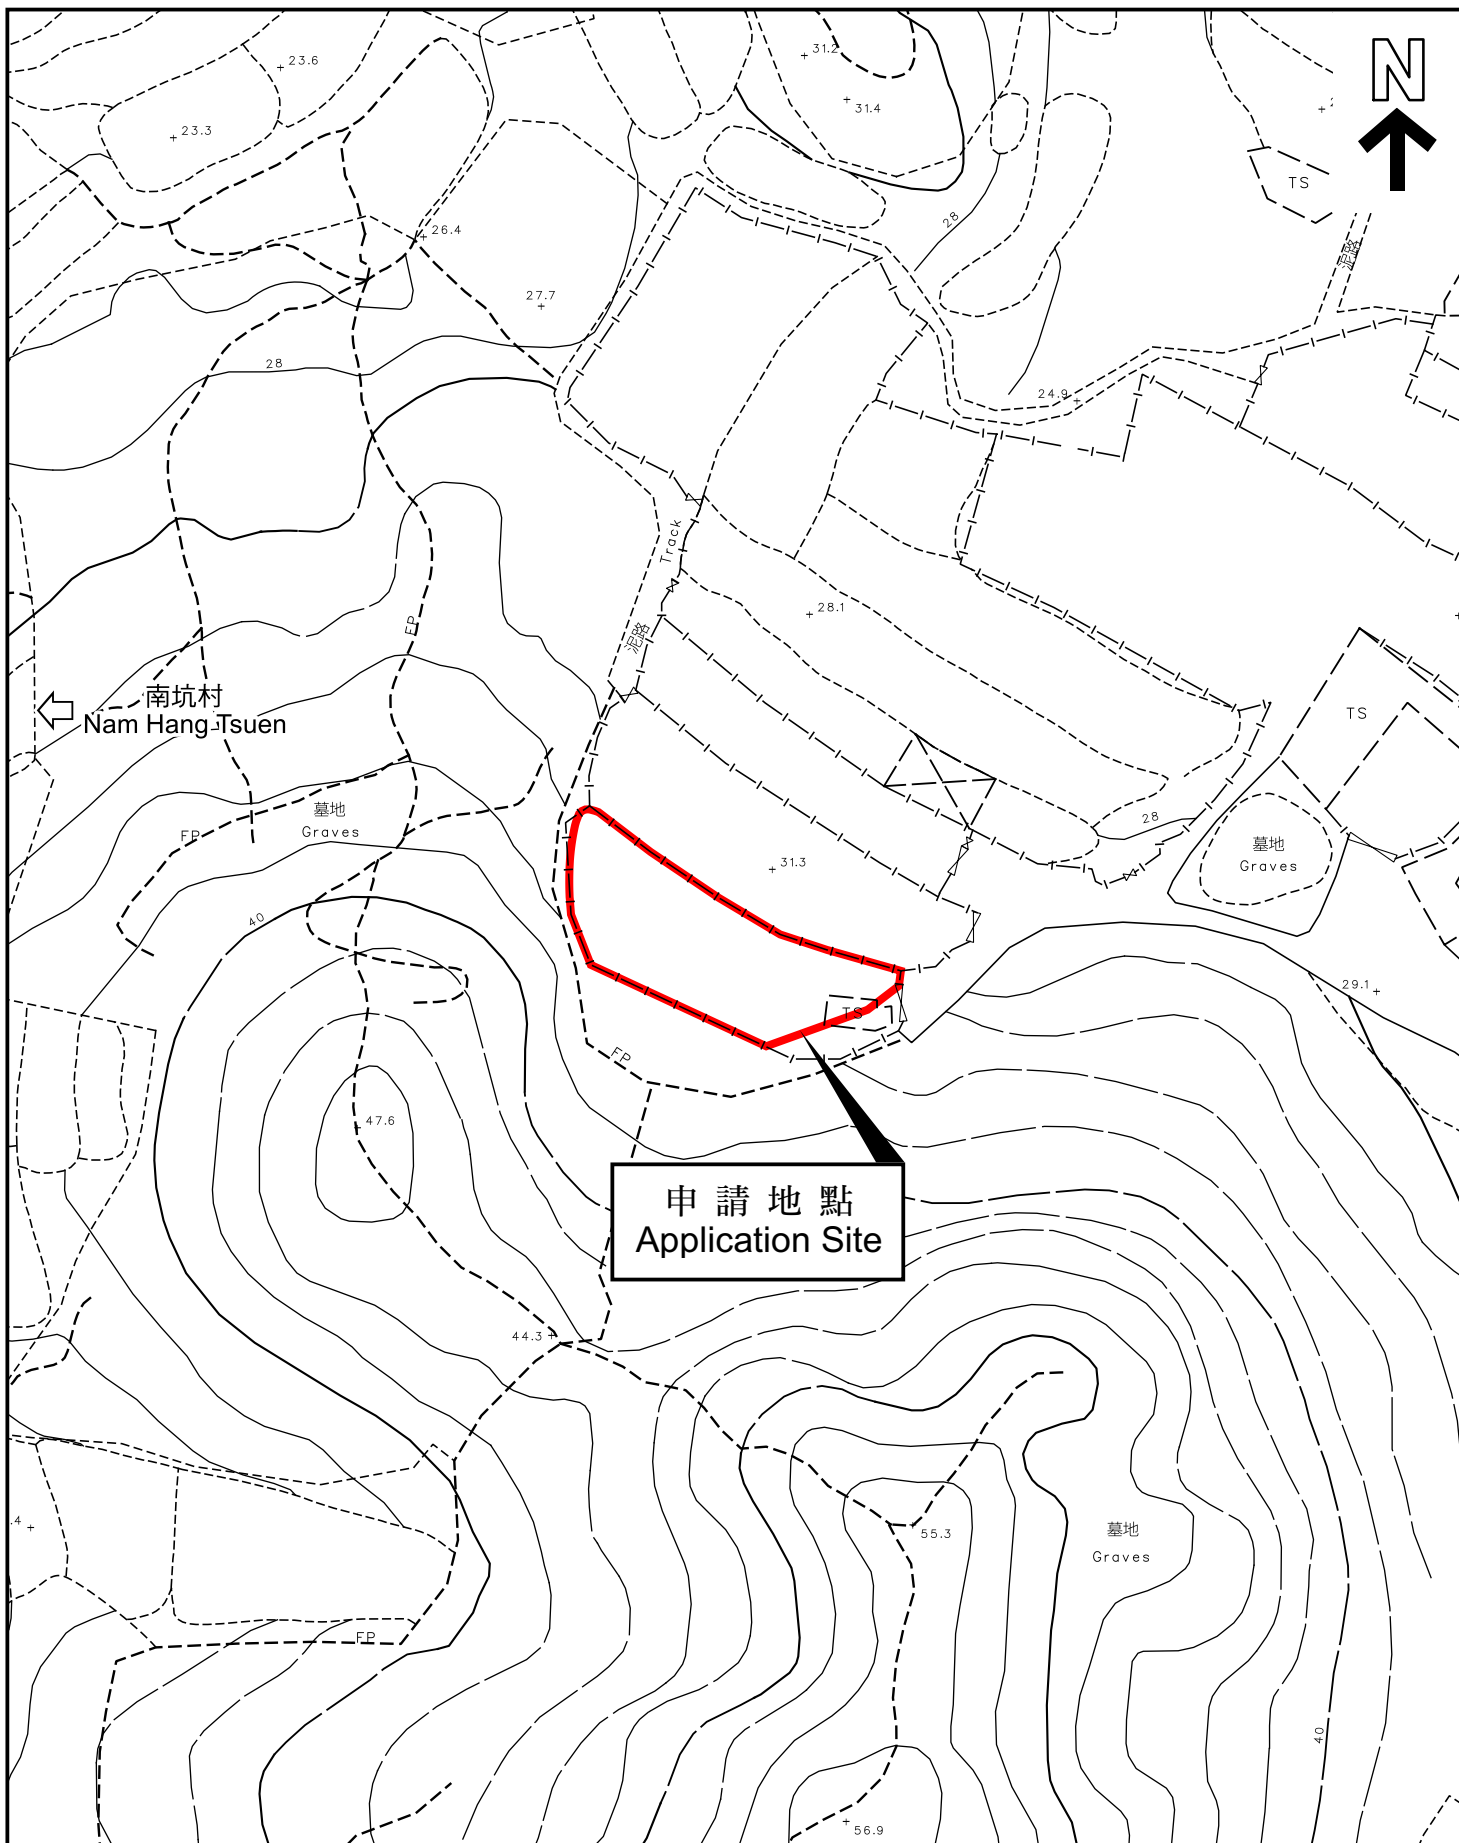 N
31.2
23.6
31.4
23.3
TS
28
26.4
泥路
27.7
28
24.9
Track
28.1
FP
泥路
南坑村
Nam Hang Tsuen
TS
墓地
Graves
FP
28
墓地
Graves
31.3
40
29.1
TS
FP
47.6
申請地點
Application Site
44.3
.4
55.3
墓地
Graves
FP
40
56.9